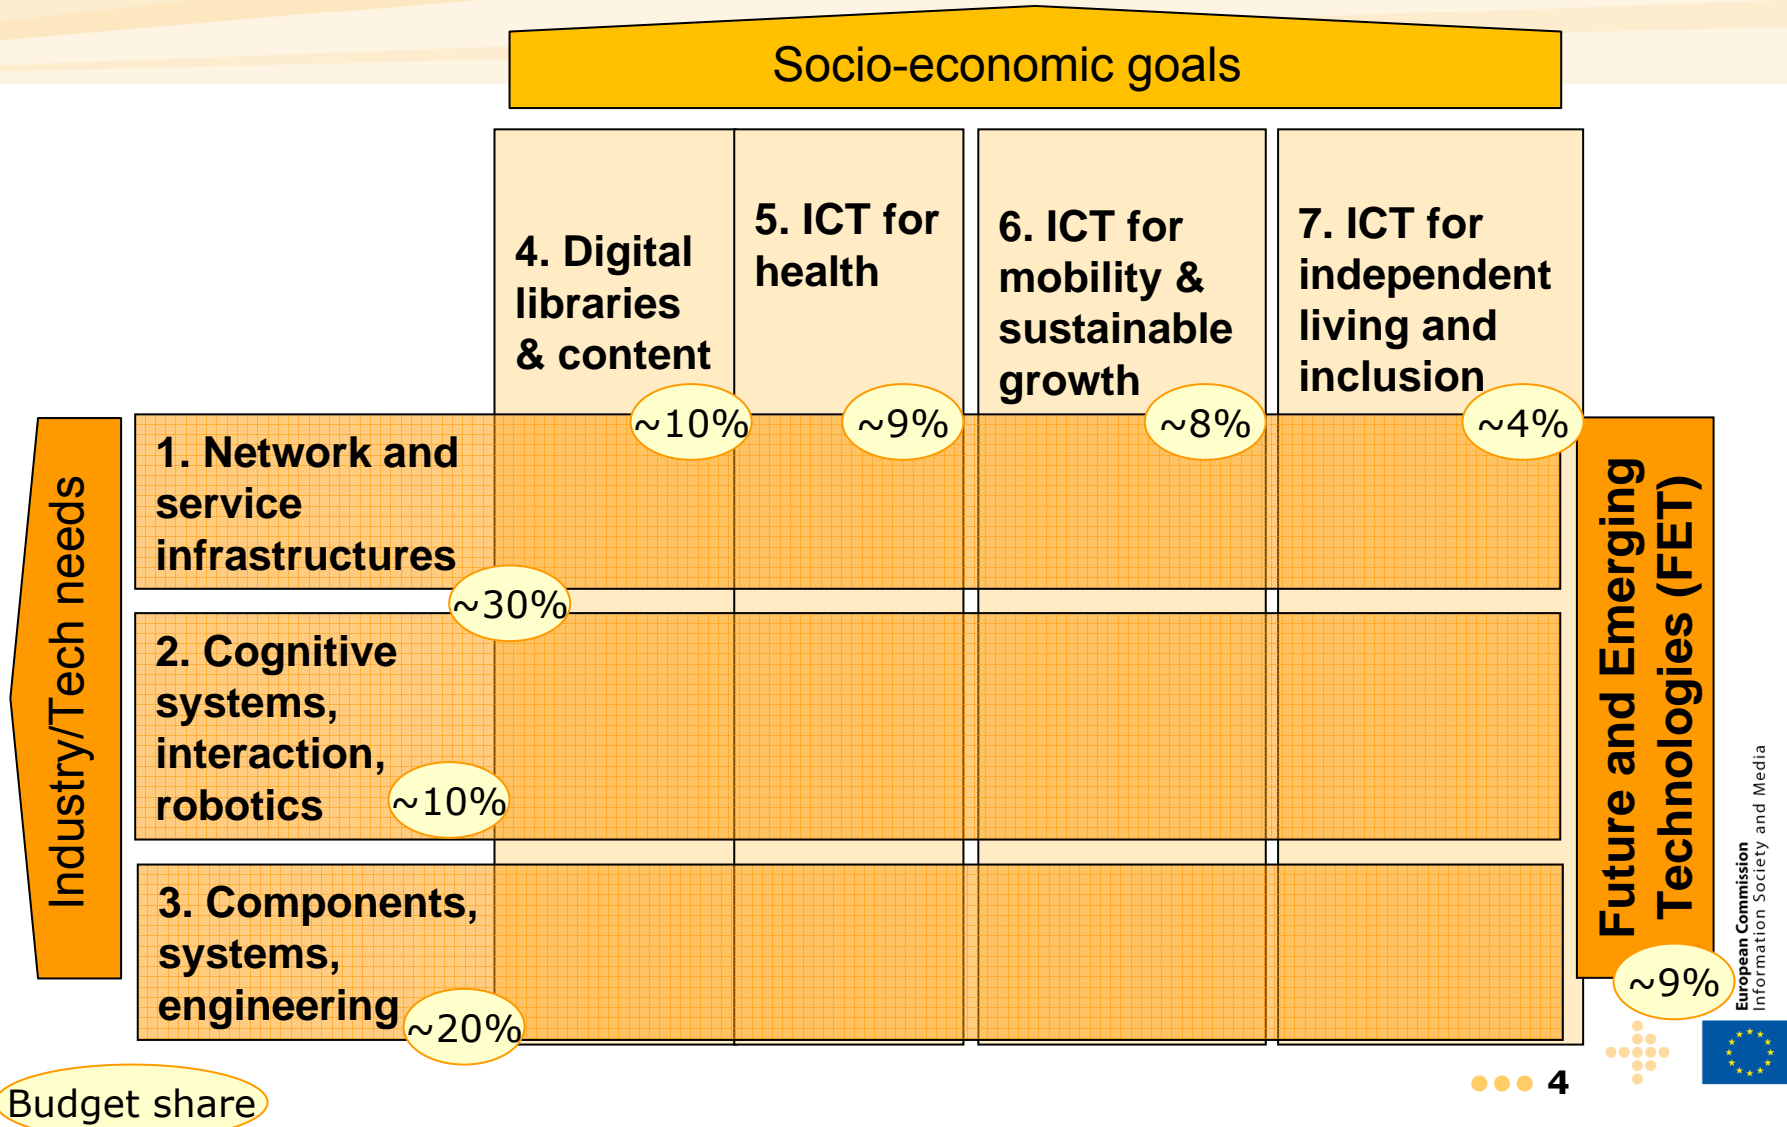 Socio-economic goals
4. Digital
libraries
& content
~10%
5. ICT for
health
~9%
6. ICT for
mobility &
sustainable
growth
~8%
7. ICT for
independent
living and
inclusion
~4%
Industry/Tech needs
1. Network and
service
infrastructures
~30%
2. Cognitive
systems,
interaction,
robotics
~10%
3. Components,
systems,
engineering
~20%
Future and Emerging
Technologies (FET)
~9%
European Commission
Information Society and Media
4
Budget share